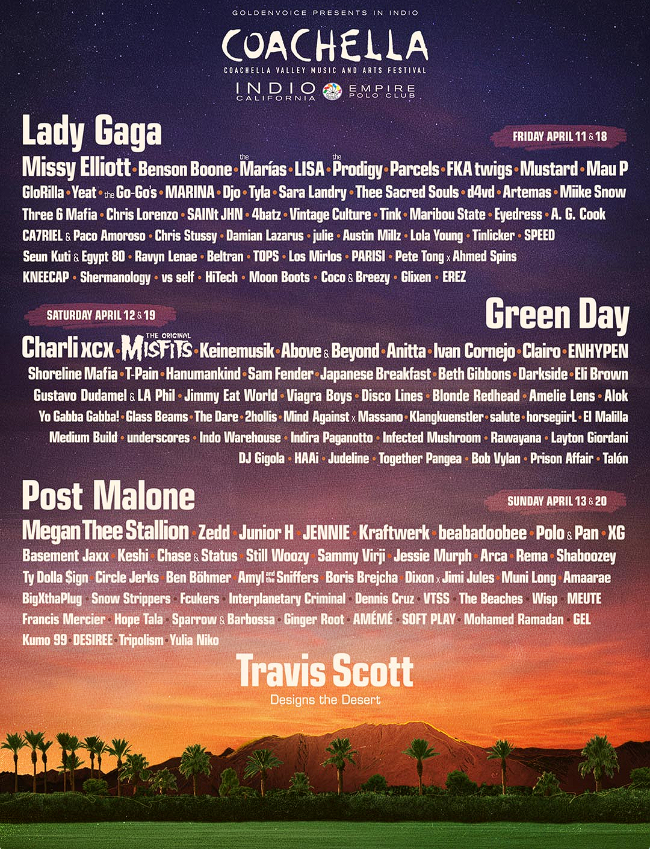 GOLDENVOICE PRESENTS IN INDIO
COACHELLA
COACHELLA VALLEY MUSIC AND ARTS FESTIVAL
INDIO CALIFORNIA EMPIRE POLO CLUB
Lady Gaga
FRIDAY APRIL 11 & 18
Missy Elliott • Benson Boone • the Marías • LISA • the Prodigy • Parcels • FKA twigs • Mustard • Mau P
GloRilla • Yeat • the Go-Go's • MARINA • Djo • Tyla • Sara Landry • Thee Sacred Souls • d4vd • Artemas • Miike Snow
Three 6 Mafia • Chris Lorenzo • SAINt JHN • 4batz • Vintage Culture • Tink • Maribou State • Eyedress • A. G. Cook
CA7RIEL & Paco Amoroso • Chris Stussy • Damian Lazarus • julie • Austin Millz • Lola Young • Tinlicker • SPEED
Seun Kuti & Egypt 80 • Ravyn Lenae • Beltran • TOPS • Los Mirlos • PARISI • Pete Tong x Ahmed Spins
KNEECAP • Shermanology • vs self • HiTech • Moon Boots • Coco & Breezy • Glixen • EREZ
SATURDAY APRIL 12 & 19
Green Day
Charli xcx • THE ORIGINAL MISFITS • Keinemusik • Above & Beyond • Anitta • Ivan Cornejo • Clairo • ENHYPEN
Shoreline Mafia • T-Pain • Hanumankind • Sam Fender • Japanese Breakfast • Beth Gibbons • Darkside • Eli Brown
Gustavo Dudamel & LA Phil • Jimmy Eat World • Viagra Boys • Disco Lines • Blonde Redhead • Amelie Lens • Alok
Yo Gabba Gabba! • Glass Beams • The Dare • 2hollis • Mind Against x Massano • Klangkuenstler • salute • horsegiirL • El Malilla
Medium Build • underscores • Indo Warehouse • Indira Paganotto • Infected Mushroom • Rawayana • Layton Giordani
DJ Gigola • HAAi • Judeline • Together Pangea • Bob Vylan • Prison Affair • Talón
Post Malone
SUNDAY APRIL 13 & 20
Megan Thee Stallion • Zedd • Junior H • JENNIE • Kraftwerk • beabadoobee • Polo & Pan • XG
Basement Jaxx • Keshi • Chase & Status • Still Woozy • Sammy Virji • Jessie Murph • Arca • Rema • Shaboozey
Ty Dolla $ign • Circle Jerks • Ben Böhmer • Amyl and the Sniffers • Boris Brejcha • Dixon x Jimi Jules • Muni Long • Amaarae
BigXthaPlug • Snow Strippers • Fcukers • Interplanetary Criminal • Dennis Cruz • VTSS • The Beaches • Wisp • MEUTE
Francis Mercier • Hope Tala • Sparrow & Barbossa • Ginger Root • AMÉMÉ • SOFT PLAY • Mohamed Ramadan • GEL
Kumo 99 • DESIREE • Tripolism • Yulia Niko
Travis Scott
Designs the Desert